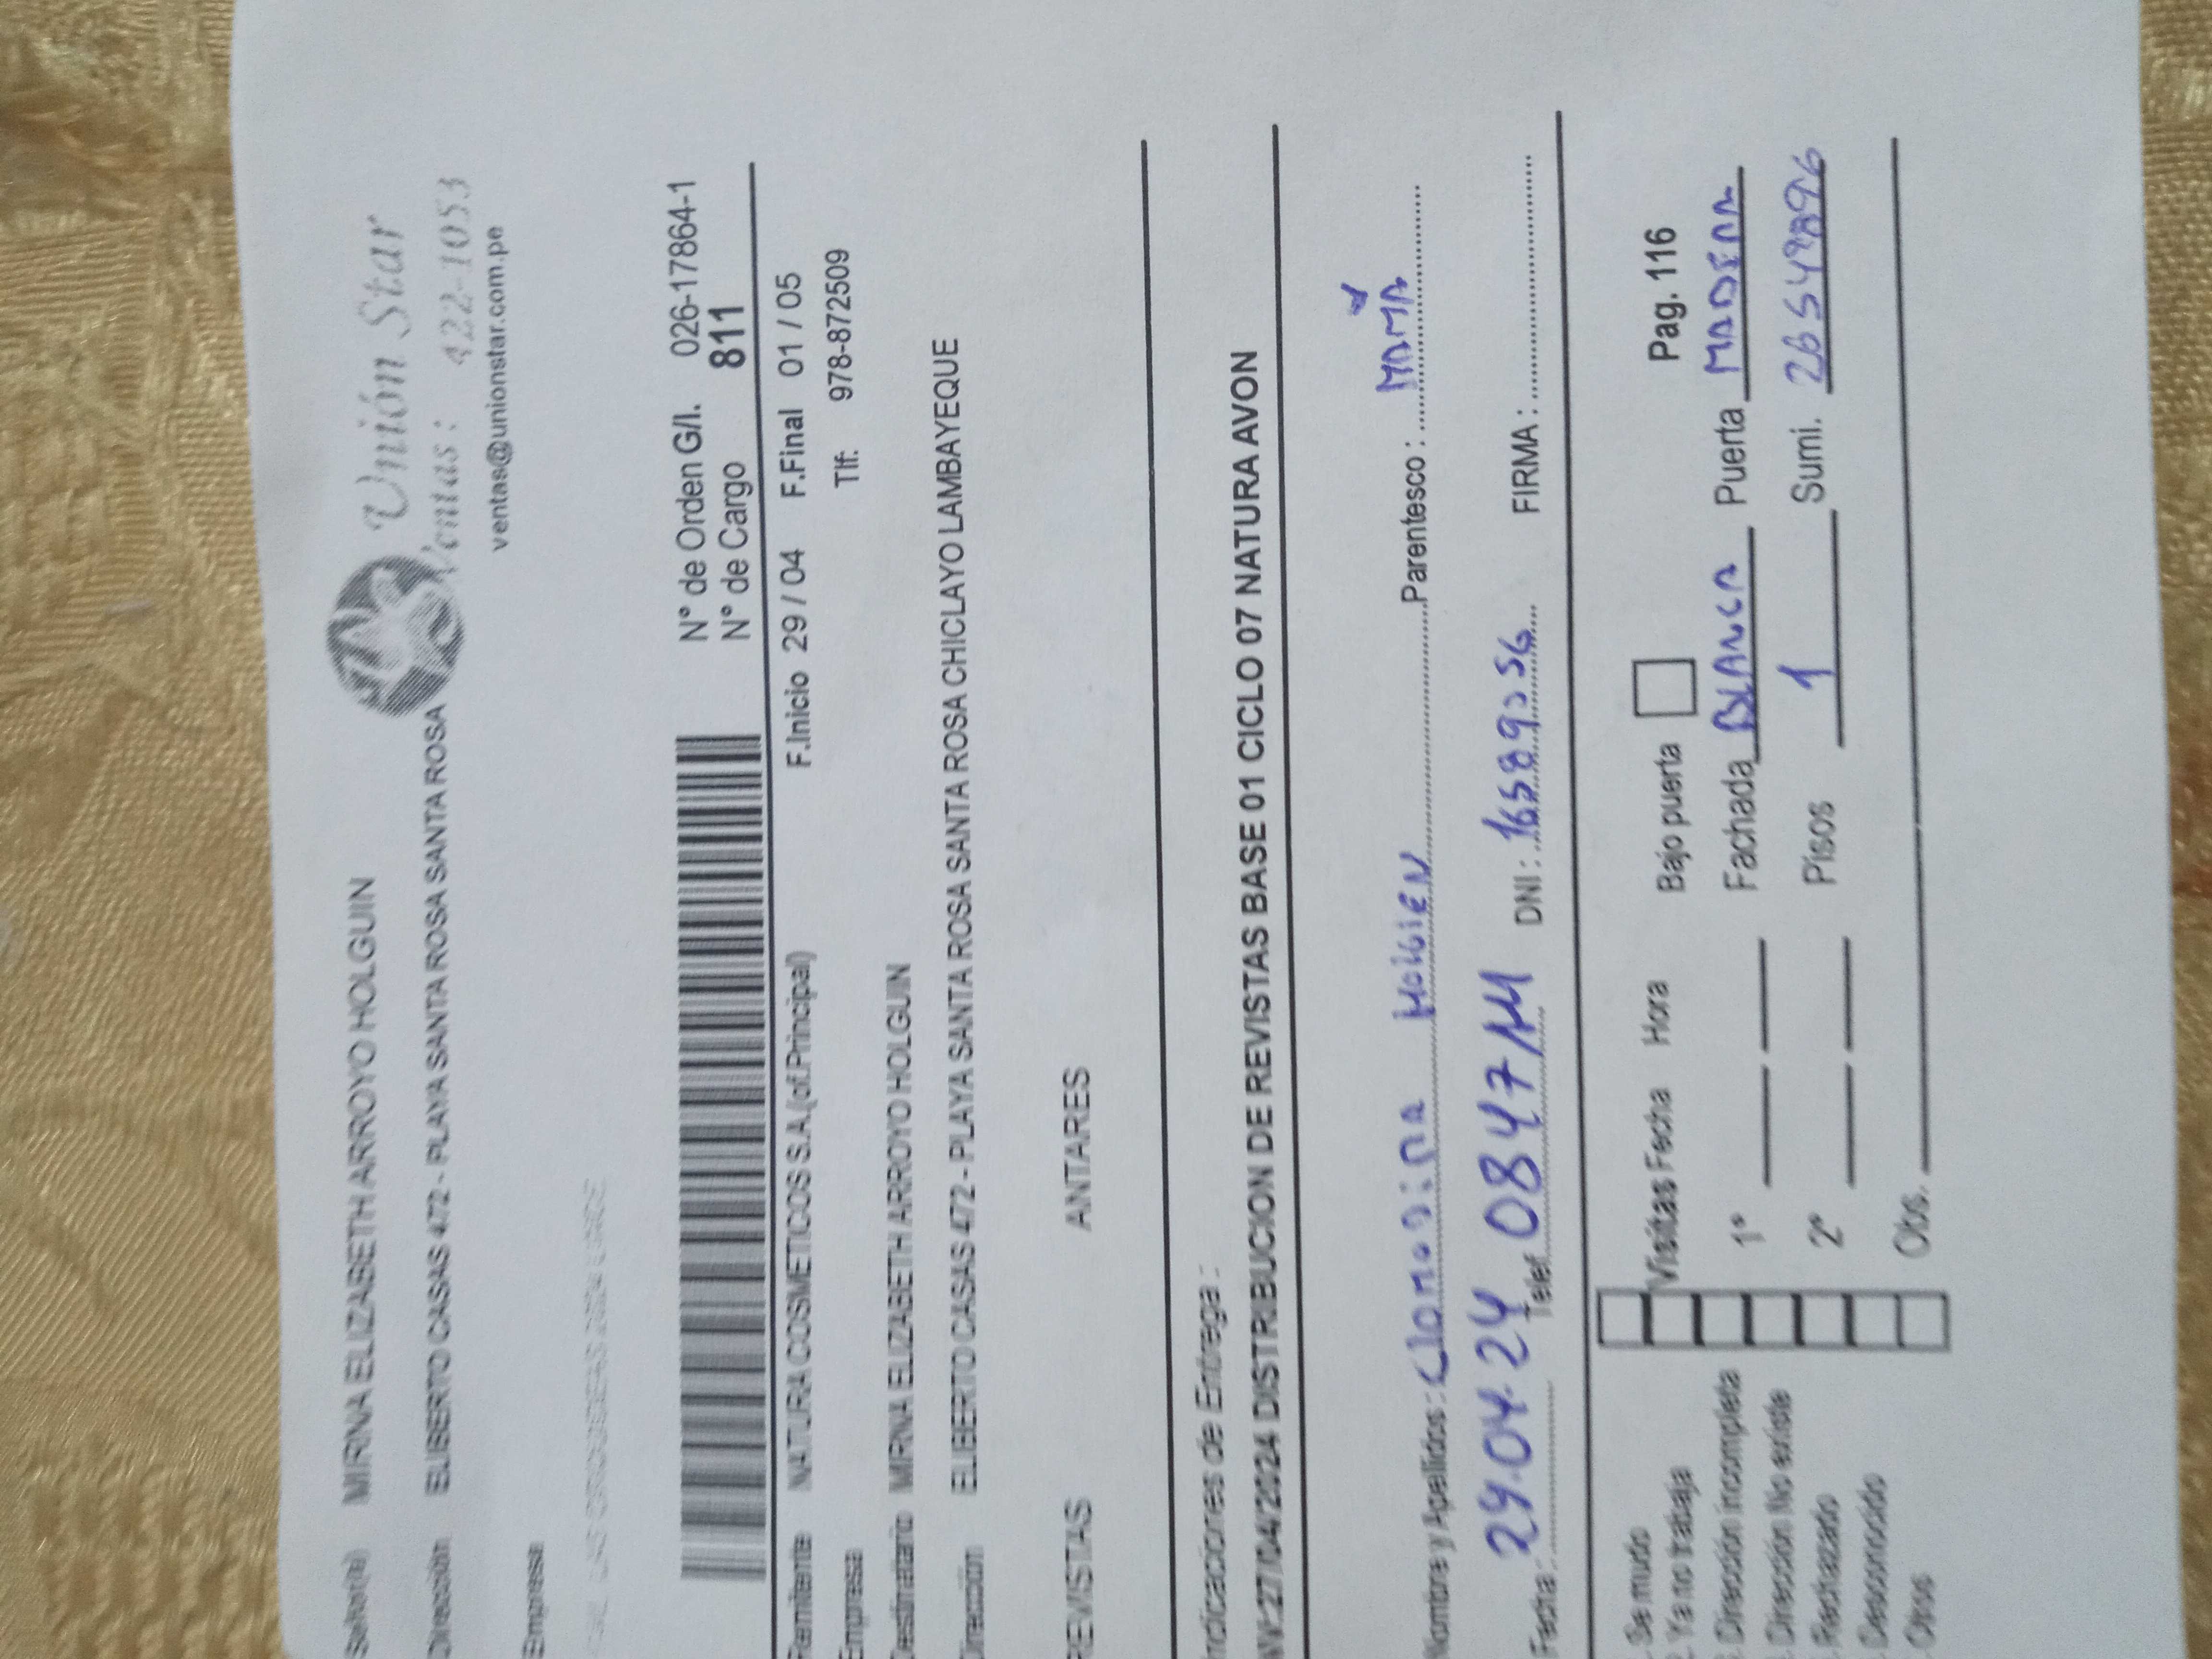 Señor(a) MIRNA ELIZABETH ARROYO HOLGUIN
Unión Star
Dirección ELIBERTO CASAS 472 - PLAYA SANTA ROSA SANTA ROSA
Ventas: 422-1053
Empresa
ventas@unionstar.com.pe
N° de Orden G/I. 026-17864-1
N° de Cargo 811
Remitente NATURA COSMETICOS S.A.(of.Principal) F.Inicio 29 / 04 F.Final 01 / 05
Empresa Tlf: 978-872509
Destinatario MIRNA ELIZABETH ARROYO HOLGUIN
Dirección ELIBERTO CASAS 472 - PLAYA SANTA ROSA SANTA ROSA CHICLAYO LAMBAYEQUE
REVISTAS ANTARES
Indicaciones de Entrega :
NVI:27/04/2024 DISTRIBUCION DE REVISTAS BASE 01 CICLO 07 NATURA AVON
Nombre y Apellidos : Parentesco : MAMA
Fecha : 29.04.24 Telef. 0847 DNI : FIRMA :
Se mudo
Ya no trabaja Visitas Fecha Hora Bajo puerta Pag. 116
Dirección incompleta 1° Fachada BLANCA Puerta MADERA
Dirección No existe
Rechazado 2° Pisos 1 Sumi.
Desconocido
Otros Obs.